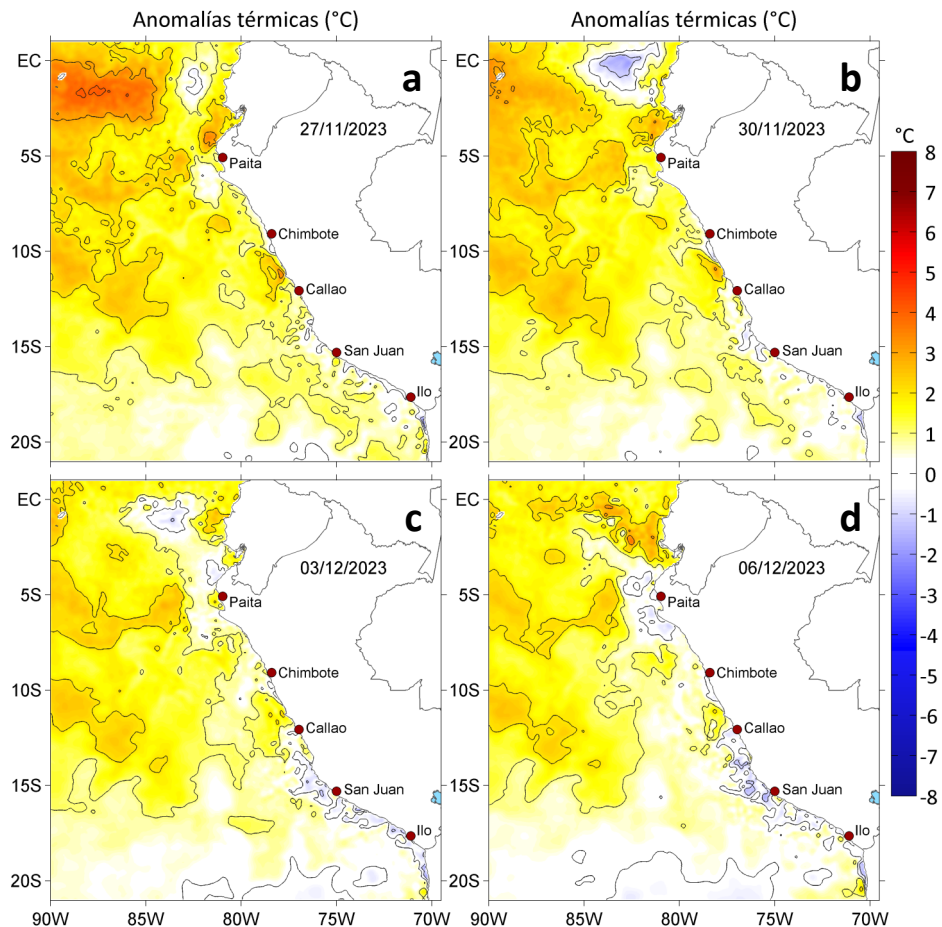 Anomalías térmicas (°C)
Anomalías térmicas (°C)
EC
5S
10S
15S
20S
a
27/11/2023
Paita
Chimbote
Callao
San Juan
Ilo
EC
5S
10S
15S
20S
b
30/11/2023
Paita
Chimbote
Callao
San Juan
Ilo
°C
8
7
6
5
4
3
2
1
0
-1
-2
-3
-4
-5
-6
-7
-8
EC
5S
10S
15S
20S
c
03/12/2023
Paita
Chimbote
Callao
San Juan
Ilo
90W
85W
80W
75W
70W
EC
5S
10S
15S
20S
d
06/12/2023
Paita
Chimbote
Callao
San Juan
Ilo
90W
85W
80W
75W
70W